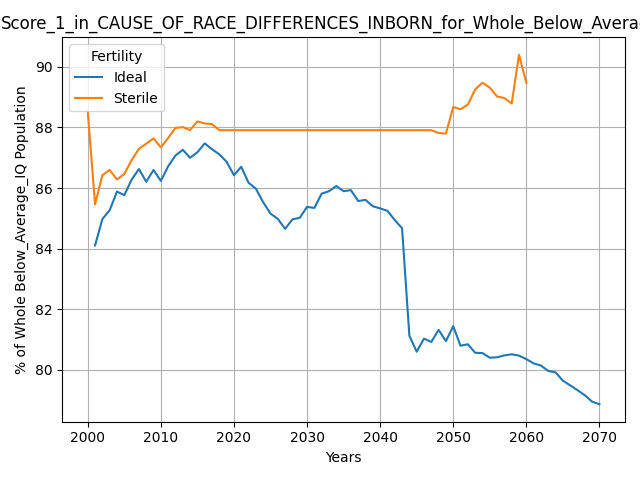 Score_1_in_CAUSE_OF_RACE_DIFFERENCES_INBORN_for_Whole_Below_Avera
Fertility
Ideal
Sterile
% of Whole Below_Average_IQ Population
90
88
86
84
82
80
2000 2010 2020 2030 2040 2050 2060 2070
Years